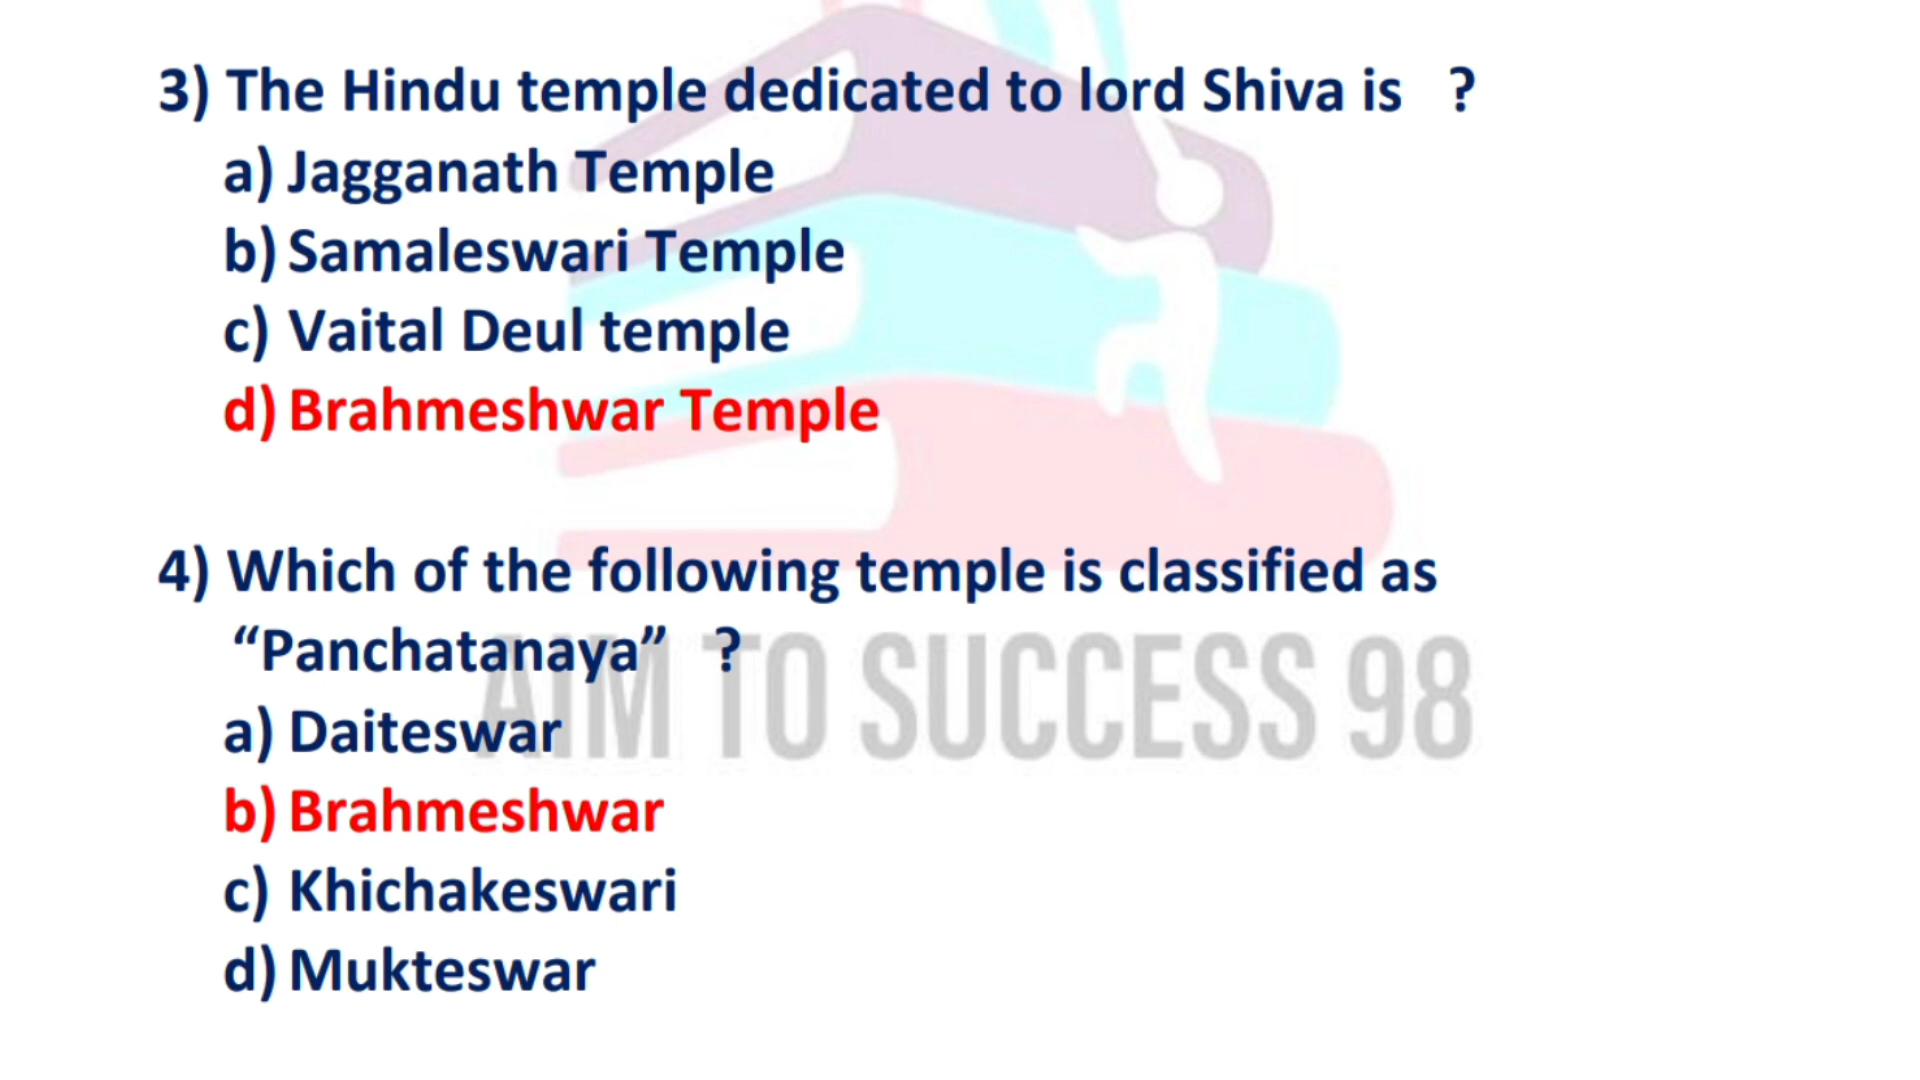 3) The Hindu temple dedicated to lord Shiva is ?
a) Jagganath Temple
b) Samaleswari Temple
c) Vaital Deul temple
d) Brahmeshwar Temple
4) Which of the following temple is classified as
“Panchatanaya” ?
AIM TO SUCCESS 98
a) Daiteswar
b) Brahmeshwar
c) Khichakeswari
d) Mukteswar